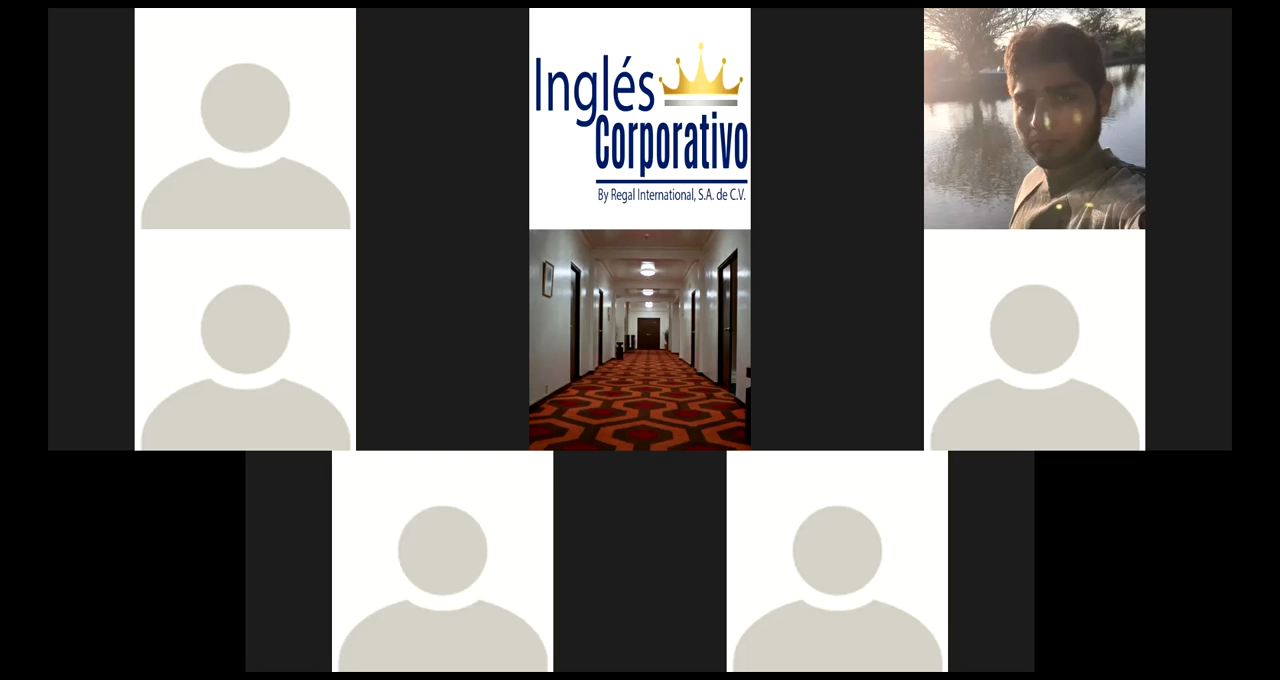 Inglés
Corporativo
By Regal International, S.A. de C.V.